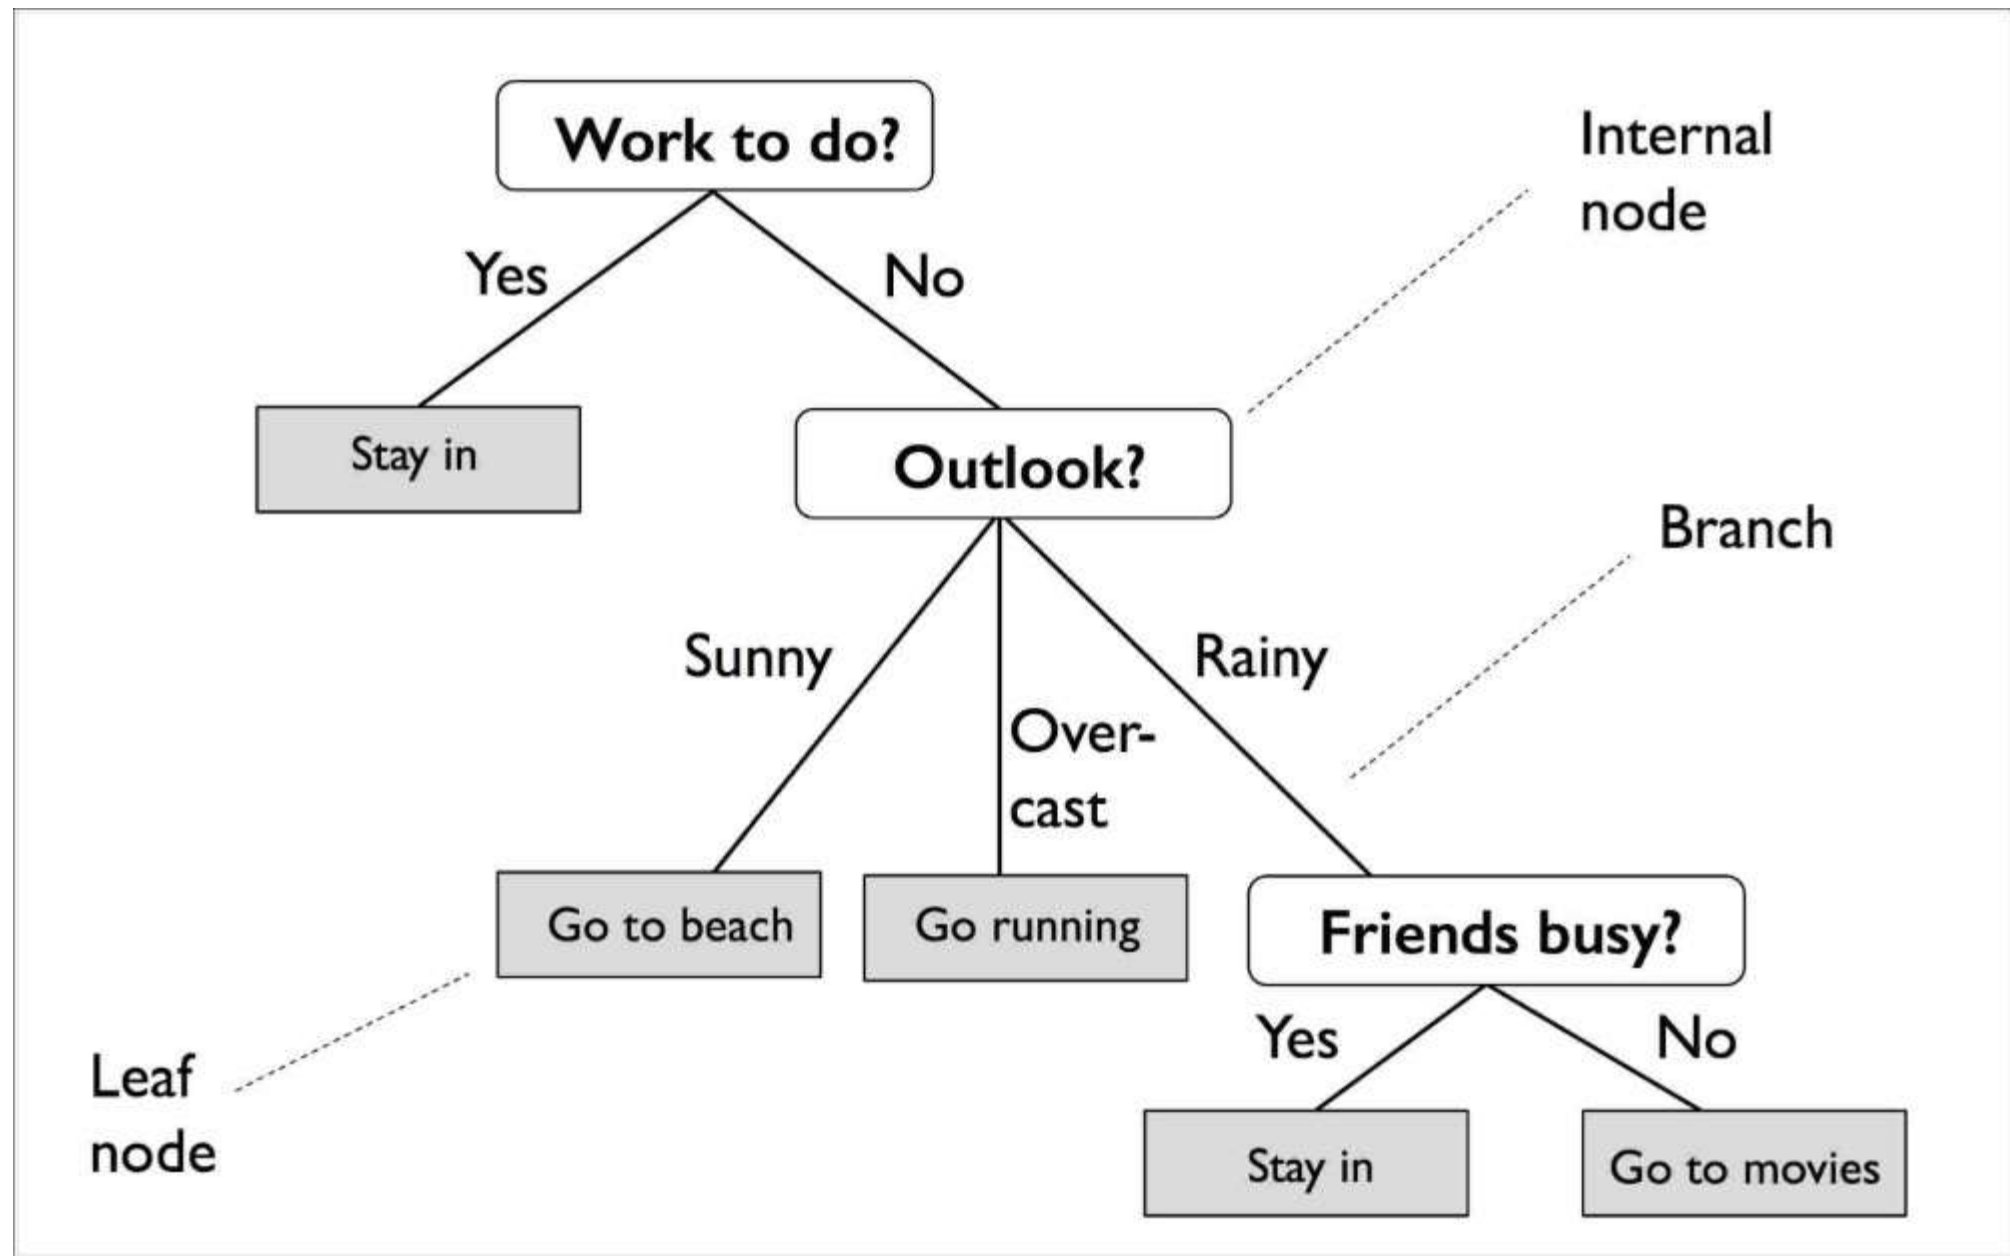 Work to do?
Internal
node
Yes
No
Stay in
Outlook?
Branch
Sunny
Rainy
Over-
cast
Go to beach
Go running
Friends busy?
Yes
No
Leaf
node
Stay in
Go to movies